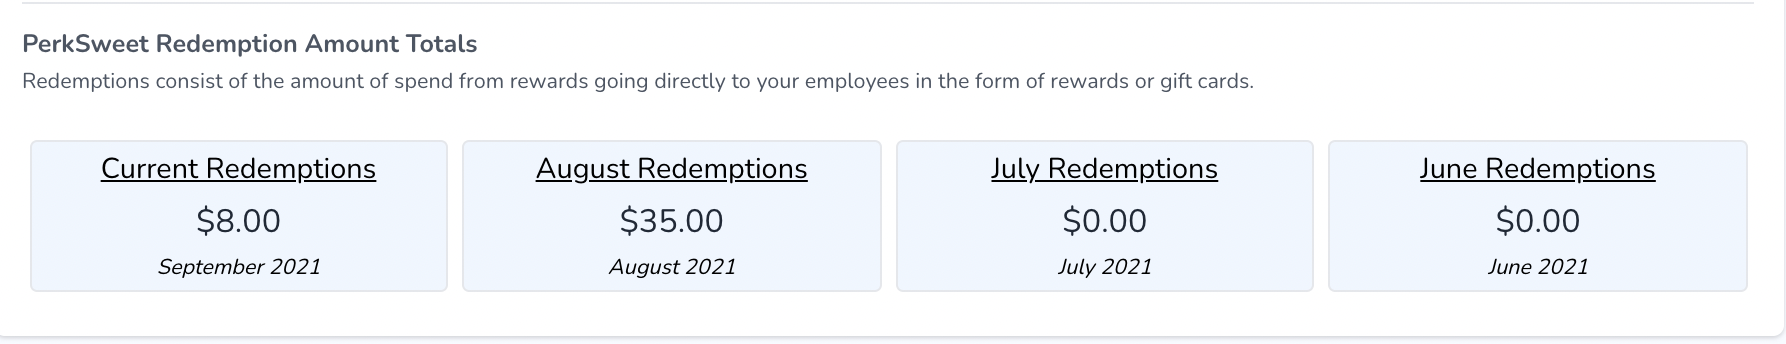 PerkSweet Redemption Amount Totals
Redemptions consist of the amount of spend from rewards going directly to your employees in the form of rewards or gift cards.
Current Redemptions
$8.00
September 2021
August Redemptions
$35.00
August 2021
July Redemptions
$0.00
July 2021
June Redemptions
$0.00
June 2021